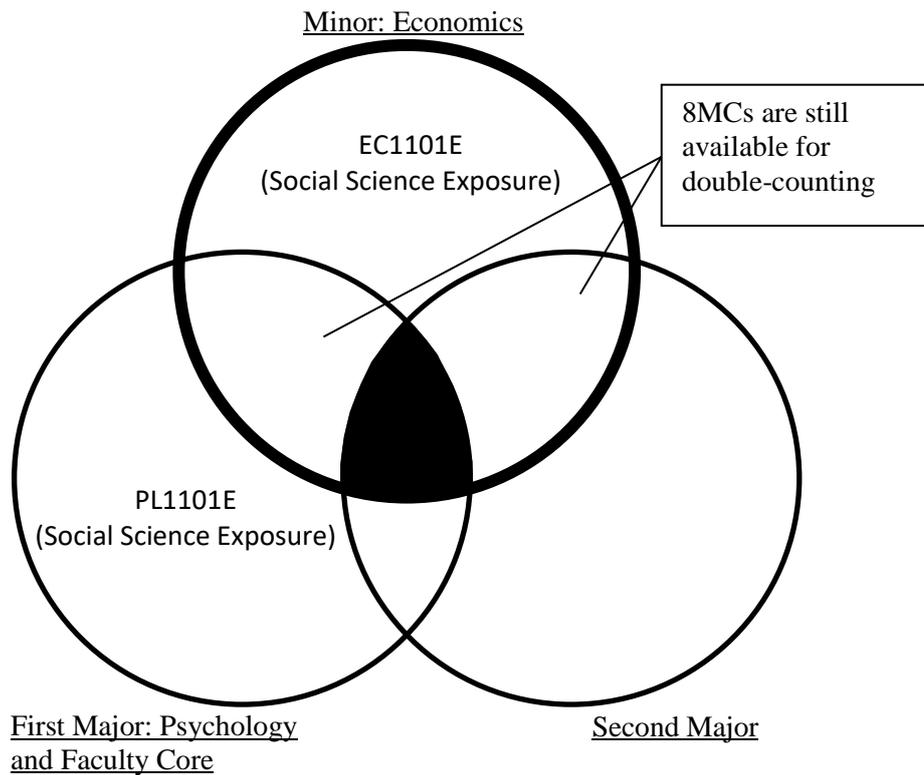 Minor: Economics
8MCs are still
available for
double-counting
EC1101E
(Social Science Exposure)
PL1101E
(Social Science Exposure)
First Major: Psychology
and Faculty Core
Second Major